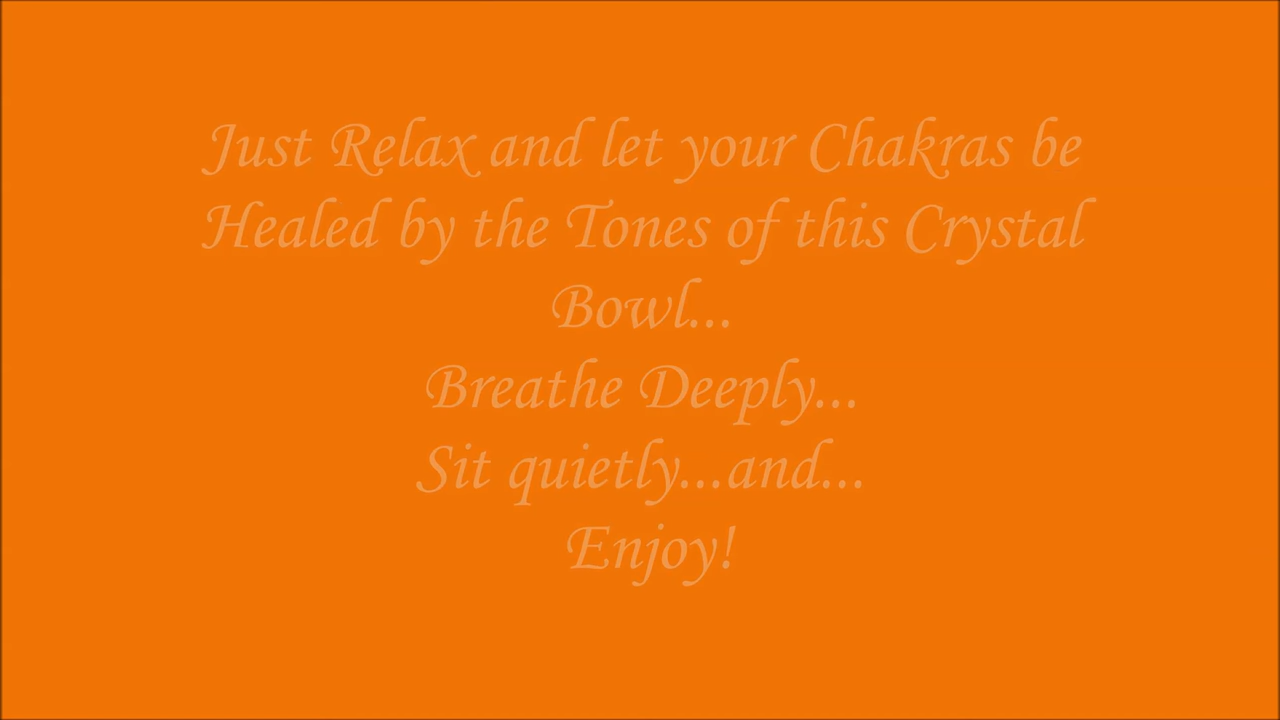 Just Relax and let your Chakras be
Healed by the Tones of this Crystal
Bowl...
Breathe Deeply...
Sit quietly...and...
Enjoy!